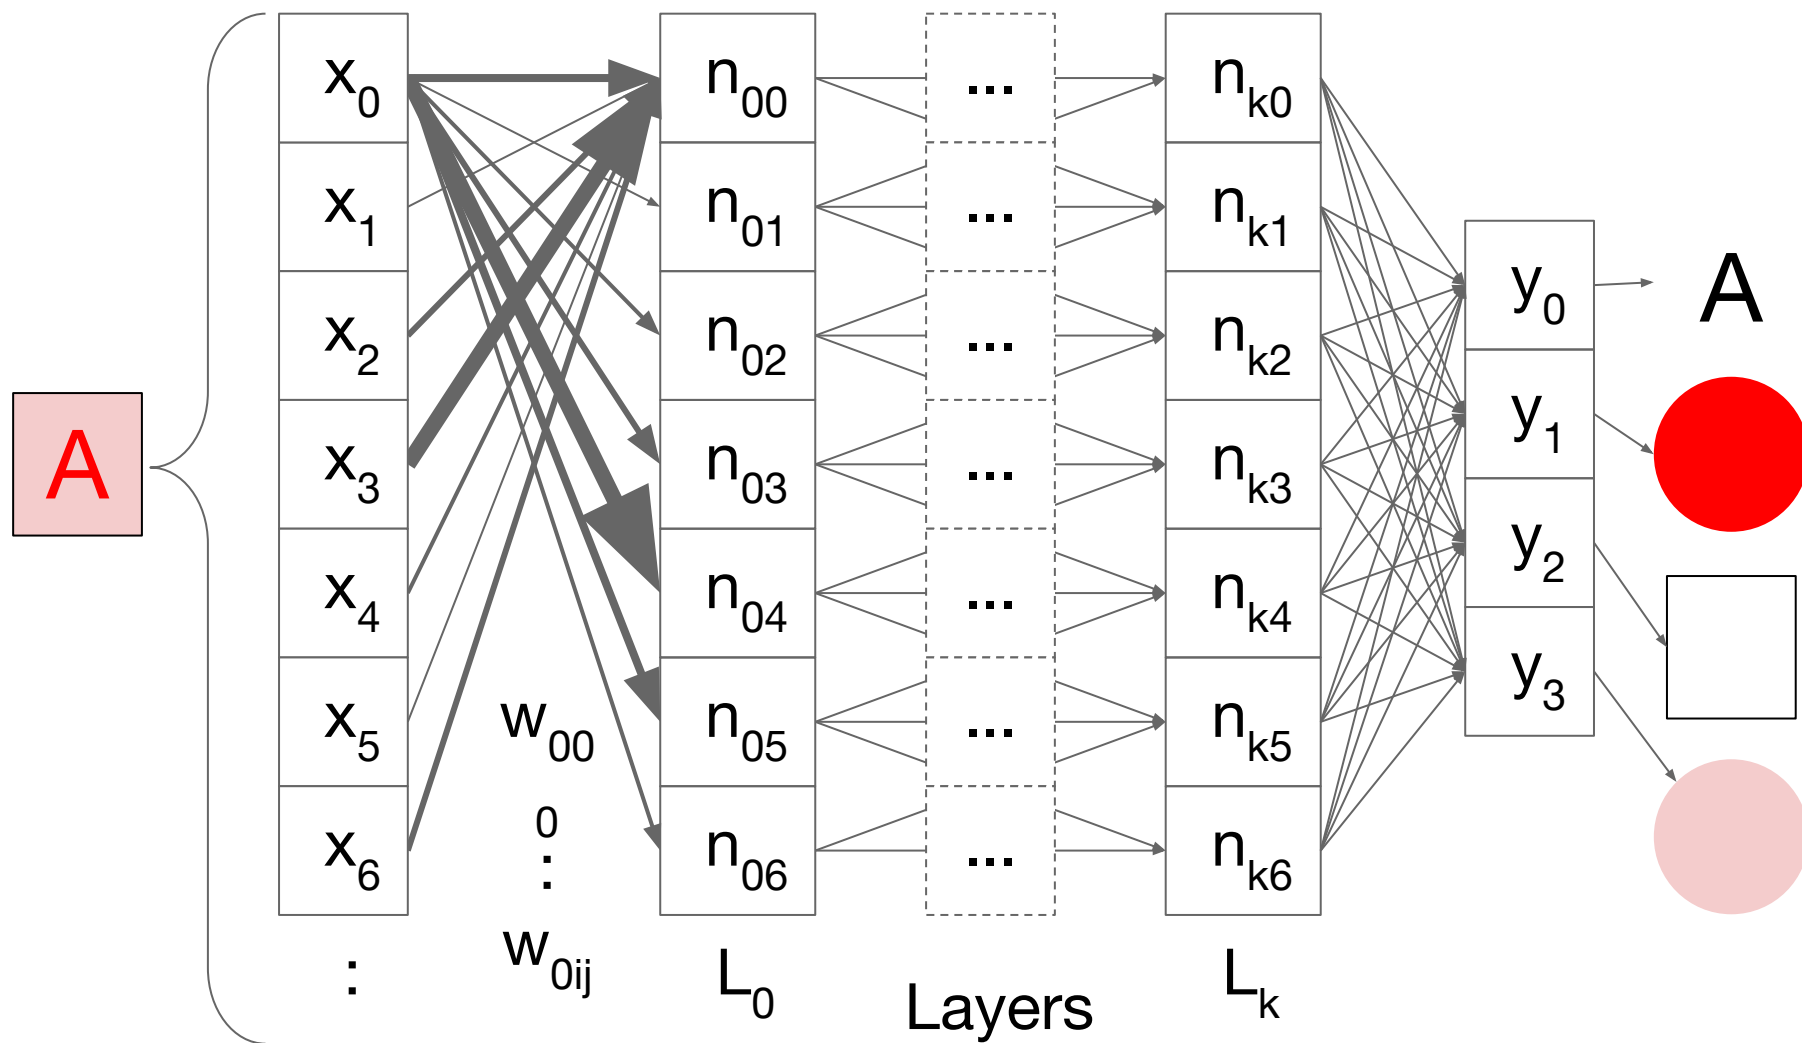 A
x0
x1
x2
x3
x4
x5
x6
:
w00
0
:
w0ij
n00
n01
n02
n03
n04
n05
n06
L0
...
...
...
...
...
...
...
Layers
nk0
nk1
nk2
nk3
nk4
nk5
nk6
Lk
y0
y1
y2
y3
A